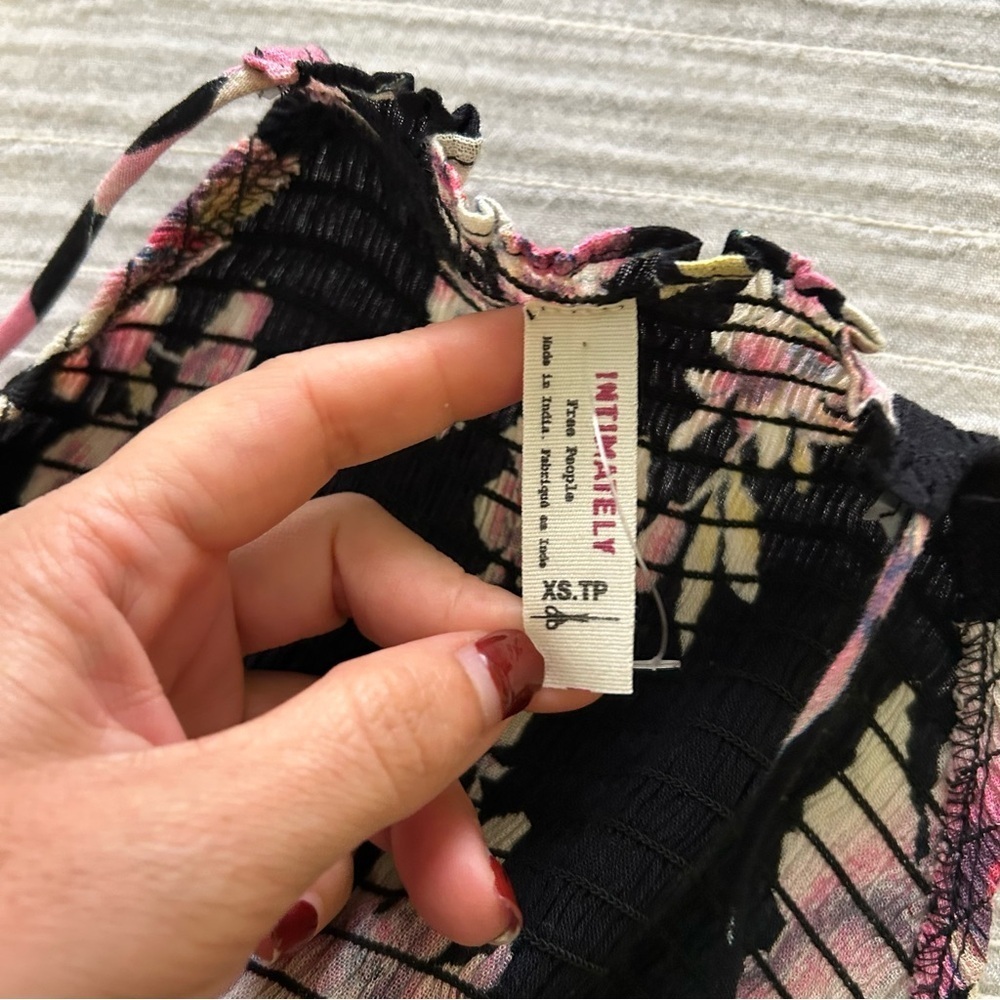 INTIMATELY
Free People
Made in India. Fabriqué en Inde
XS.TP